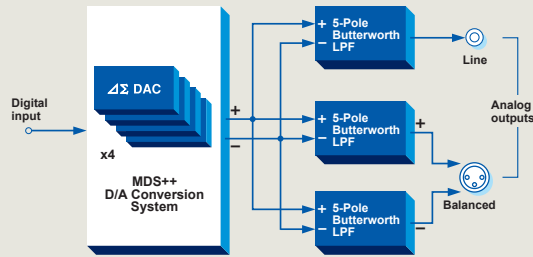 Digital
input
ΔΣ DAC
x4
MDS++
D/A Conversion
System
+
−
+ 5-Pole
− Butterworth
LPF
Line
+ 5-Pole
− Butterworth
LPF
+
+ 5-Pole
− Butterworth
LPF
−
Balanced
Analog
outputs